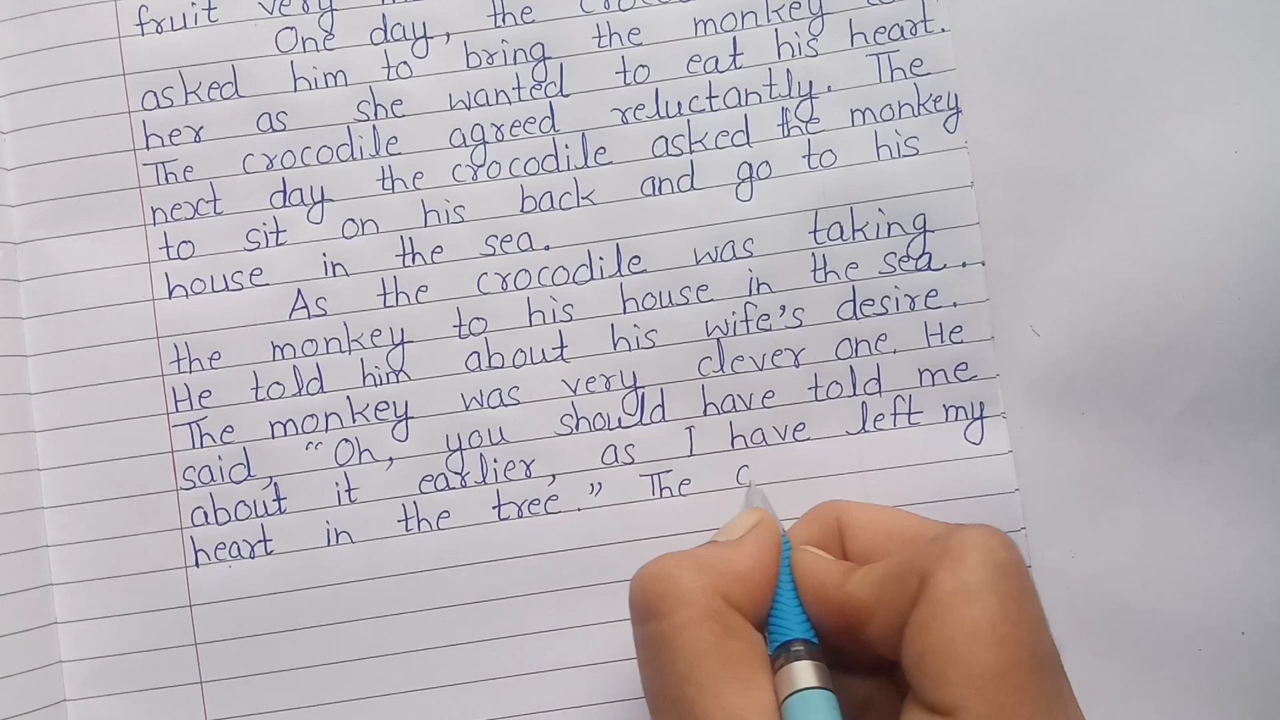 fruit very
One day, the
asked him to bring the monkey
her as she wanted to eat his heart.
The crocodile agreed reluctantly. The
next day the crocodile asked the monkey
to sit on his back and go to his
house in the sea.
As the crocodile was taking
the monkey to his house in the sea.
He told him about his wife's desire.
The monkey was very clever one. He
said, "Oh, you should have told me
about it earlier, as I have left my
heart in the tree." The c